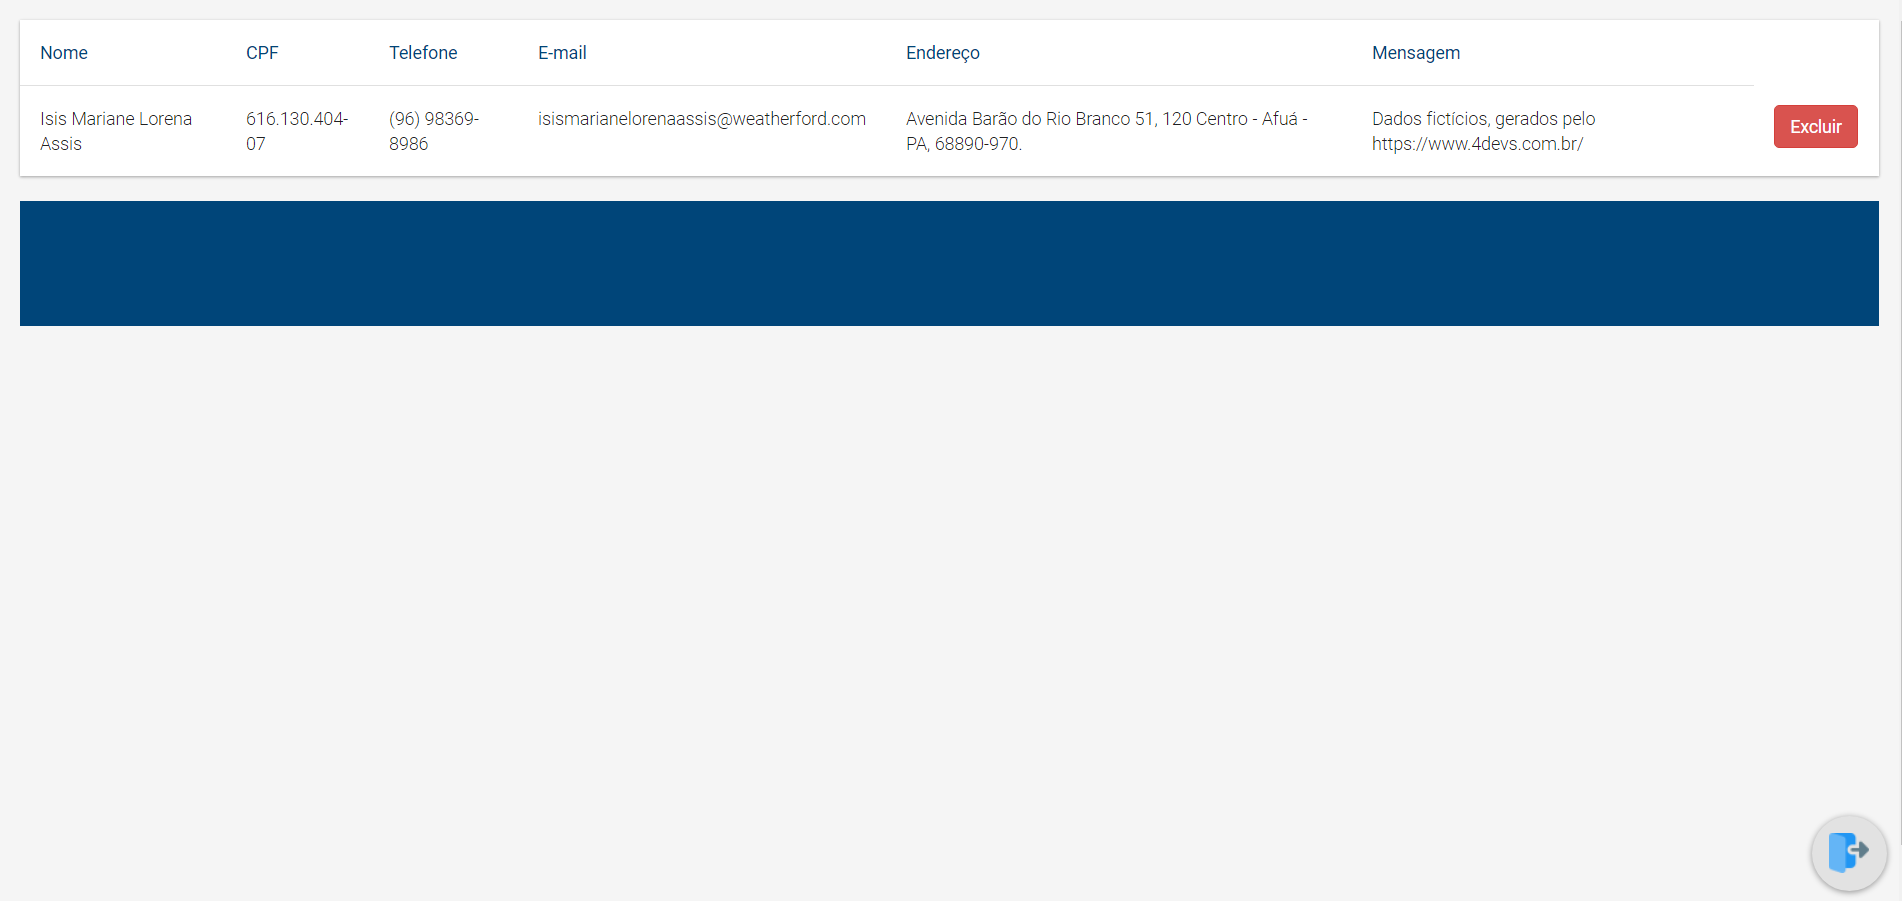 Nome CPF Telefone E-mail Endereço Mensagem
Isis Mariane Lorena 616.130.404- (96) 98369- isismarianelorenaassis@weatherford.com Avenida Barão do Rio Branco 51, 120 Centro - Afuá - Dados fictícios, gerados pelo Excluir
Assis 07 8986 PA, 68890-970. https://www.4devs.com.br/